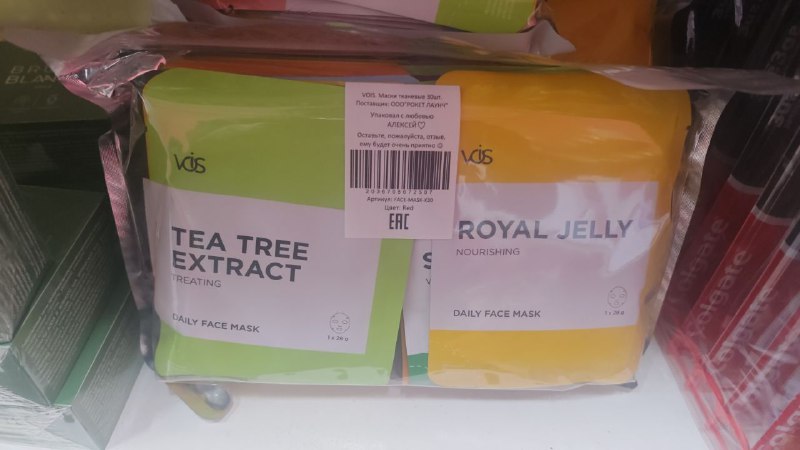 VOIS. Маски тканевые 30шт.
Поставщик: ООО"РОКЕТ ЛАУНЧ"
Упаковал с любовью
АЛЕКСЕЙ♡
Оставьте, пожалуйста, отзыв,
ему будет очень приятно ☺
Цвет: Red
EAC
VOIS
TEA TREE
EXTRACT
TREATING
DAILY FACE MASK
VOIS
ROYAL JELLY
NOURISHING
DAILY FACE MASK
S
Colgate